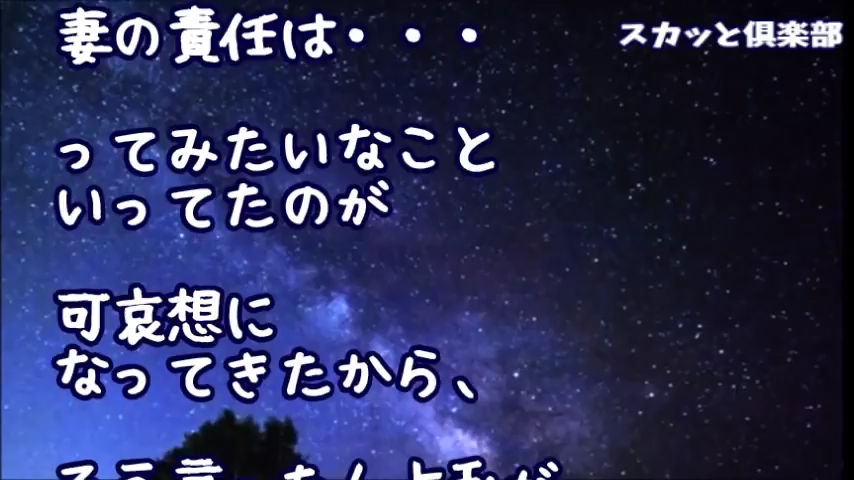 妻の責任は・・・
スカッと倶楽部
ってみたいなこと
いってたのが
可哀想に
なってきたから、